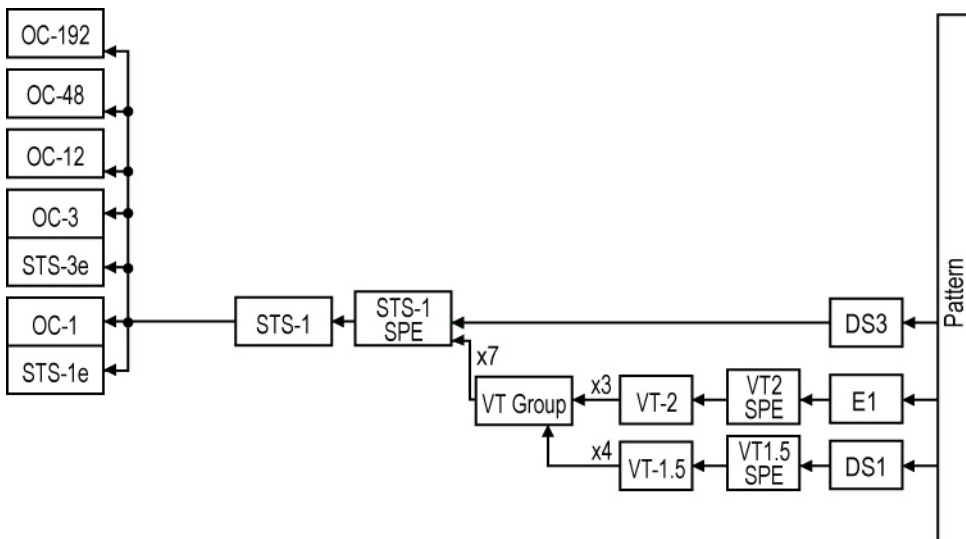 OC-192
OC-48
OC-12
OC-3
STS-3e
OC-1
STS-1e
STS-1
STS-1
SPE
DS3
x7
VT Group
x3
VT-2
VT2
SPE
E1
x4
VT-1.5
VT1.5
SPE
DS1
Pattern